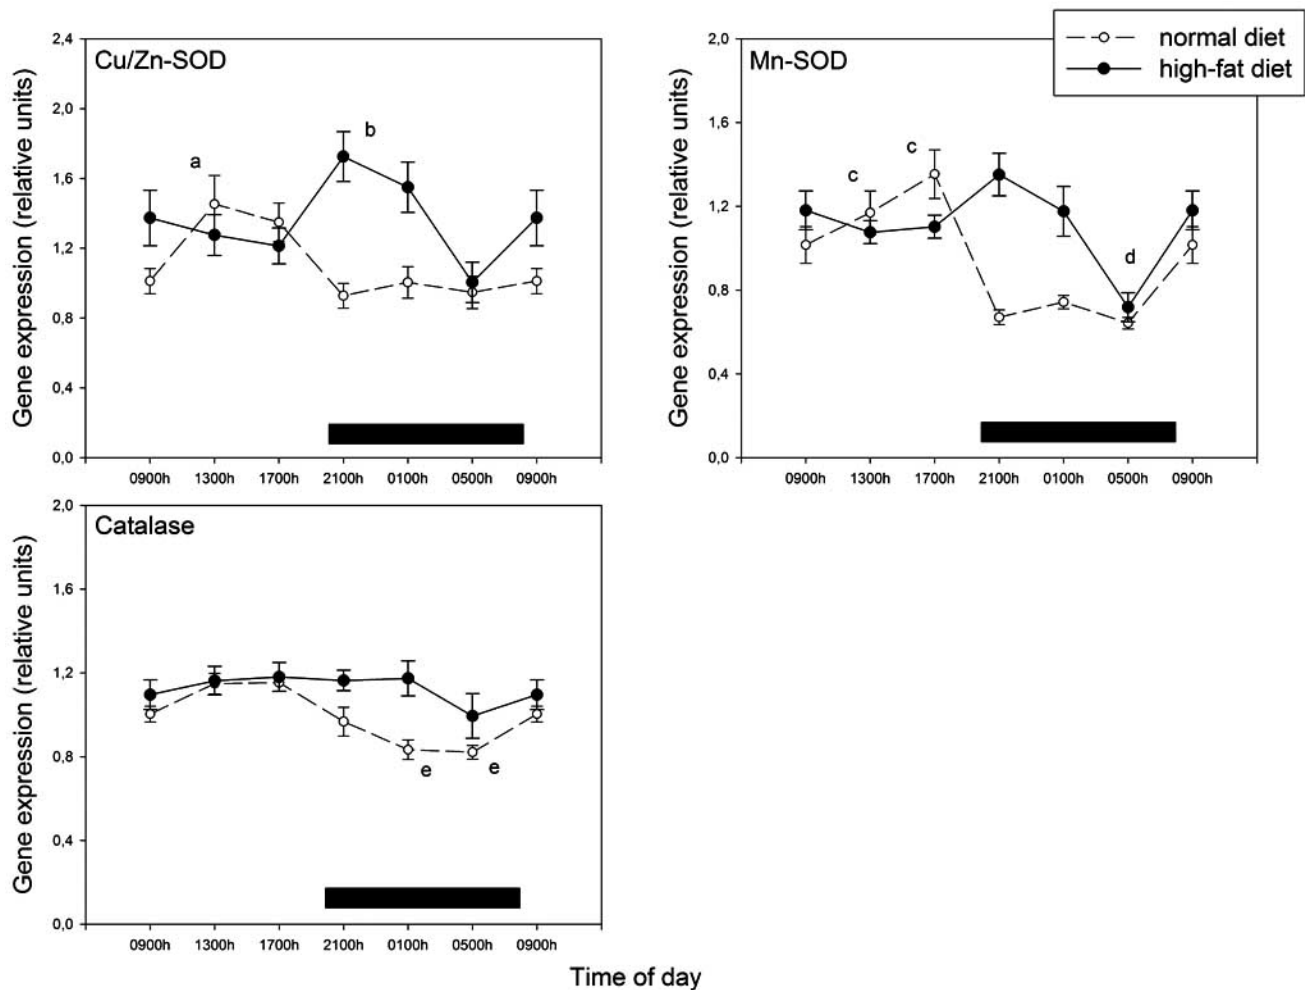 normal diet
high-fat diet
Cu/Zn-SOD
Gene expression (relative units)
2,4
2,0
1,6
1,2
0,8
0,4
0,0
a
b
0900h 1300h 1700h 2100h 0100h 0500h 0900h
Mn-SOD
Gene expression (relative units)
2,0
1,6
1,2
0,8
0,4
0,0
c
c
d
0900h 1300h 1700h 2100h 0100h 0500h 0900h
Catalase
Gene expression (relative units)
2,0
1,6
1,2
0,8
0,4
0,0
e
e
0900h 1300h 1700h 2100h 0100h 0500h 0900h
Time of day